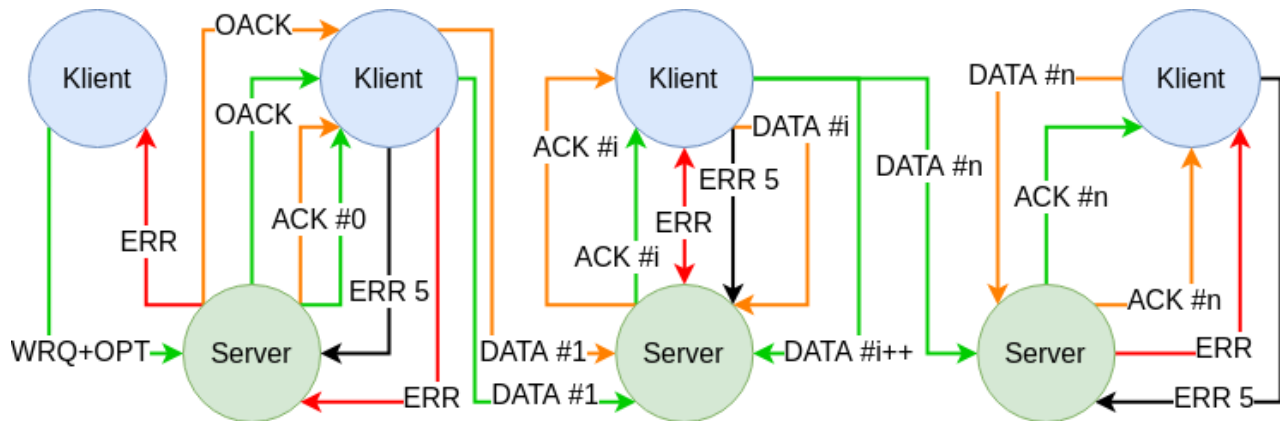 OACK
Klient
Klient
Klient
DATA #n
Klient
OACK
DATA #i
ACK #i
DATA #n
ERR 5
ACK #n
ACK #0
ERR
ERR
ACK #i
ERR 5
ACK #n
WRQ+OPT
Server
DATA #1
Server
DATA #i++
Server
ERR
DATA #1
ERR
ERR 5